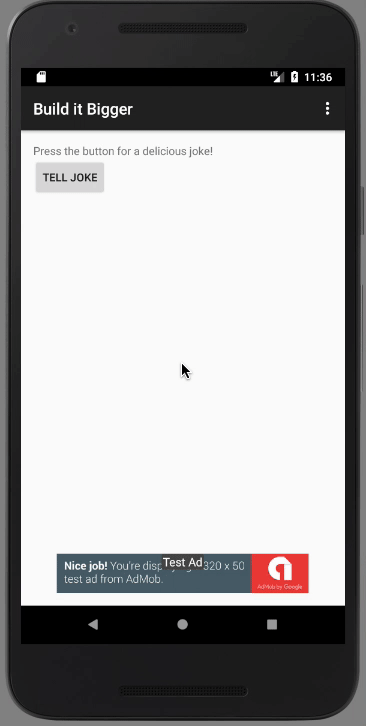 LTE 11:36
Build it Bigger
Press the button for a delicious joke!
TELL JOKE
Test Ad
Nice job! You're disp 320 x 50
test ad from AdMob.
AdMob by Google